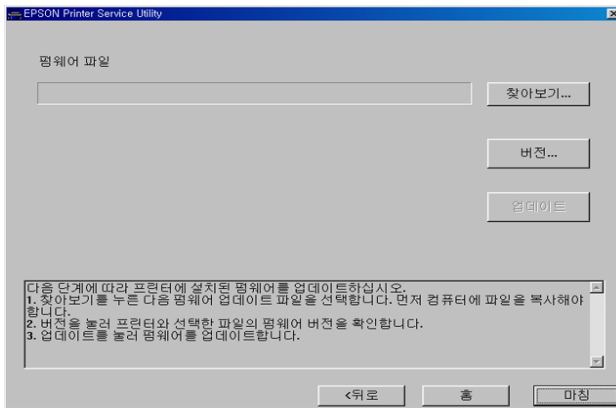 EPSON Printer Service Utility
펌웨어 파일
찾아보기...
버전...
업데이트
다음 단계에 따라 프린터에 설치된 펌웨어를 업데이트하십시오.
1. 찾아보기를 누른 다음 펌웨어 업데이트 파일을 선택합니다. 먼저 컴퓨터에 파일을 복사해야
합니다.
2. 버전을 눌러 프린터와 선택한 파일의 펌웨어 버전을 확인합니다.
3. 업데이트를 눌러 펌웨어를 업데이트합니다.
<뒤로
홈
마침